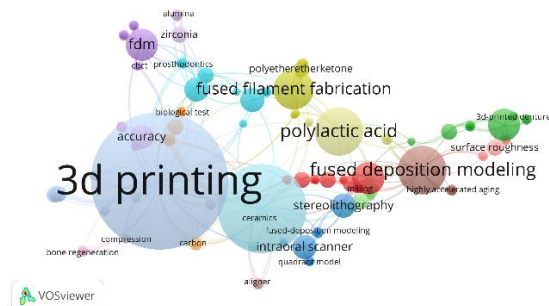 alumina
zirconia
fdm
cbct
prosthodontics
polyetheretherketone
fused filament fabrication
biological test
3d-printed denture
accuracy
polylactic acid
surface roughness
3d printing
fused deposition modeling
milling
highly accelerated aging
stereolithography
ceramics
fused-deposition modeling
compression
carbon
intraoral scanner
bone regeneration
quadrant model
aligner
VOSviewer